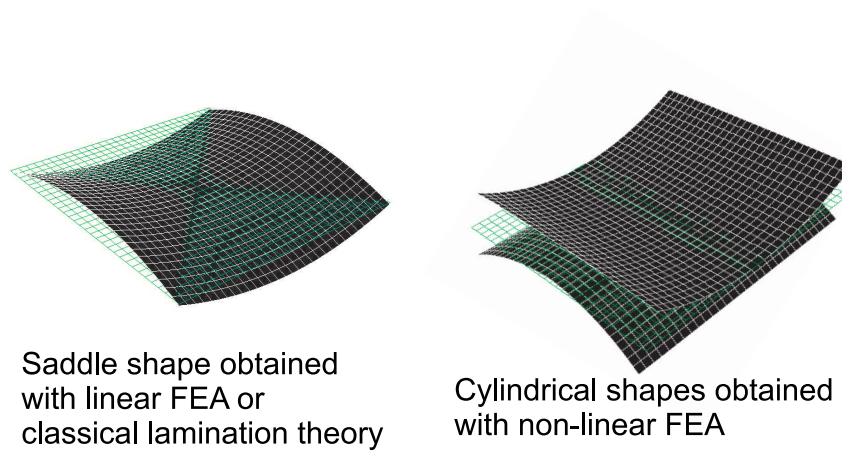 Saddle shape obtained
with linear FEA or
classical lamination theory
Cylindrical shapes obtained
with non-linear FEA